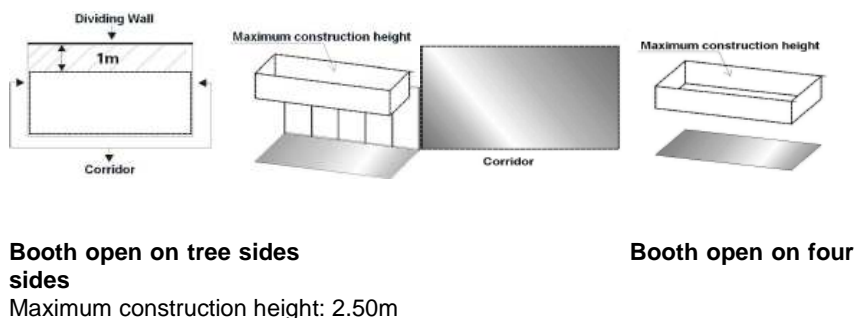 Dividing Wall
1m
Corridor
Maximum construction height
Corridor
Maximum construction height
Booth open on tree sides Booth open on four
sides
Maximum construction height: 2.50m